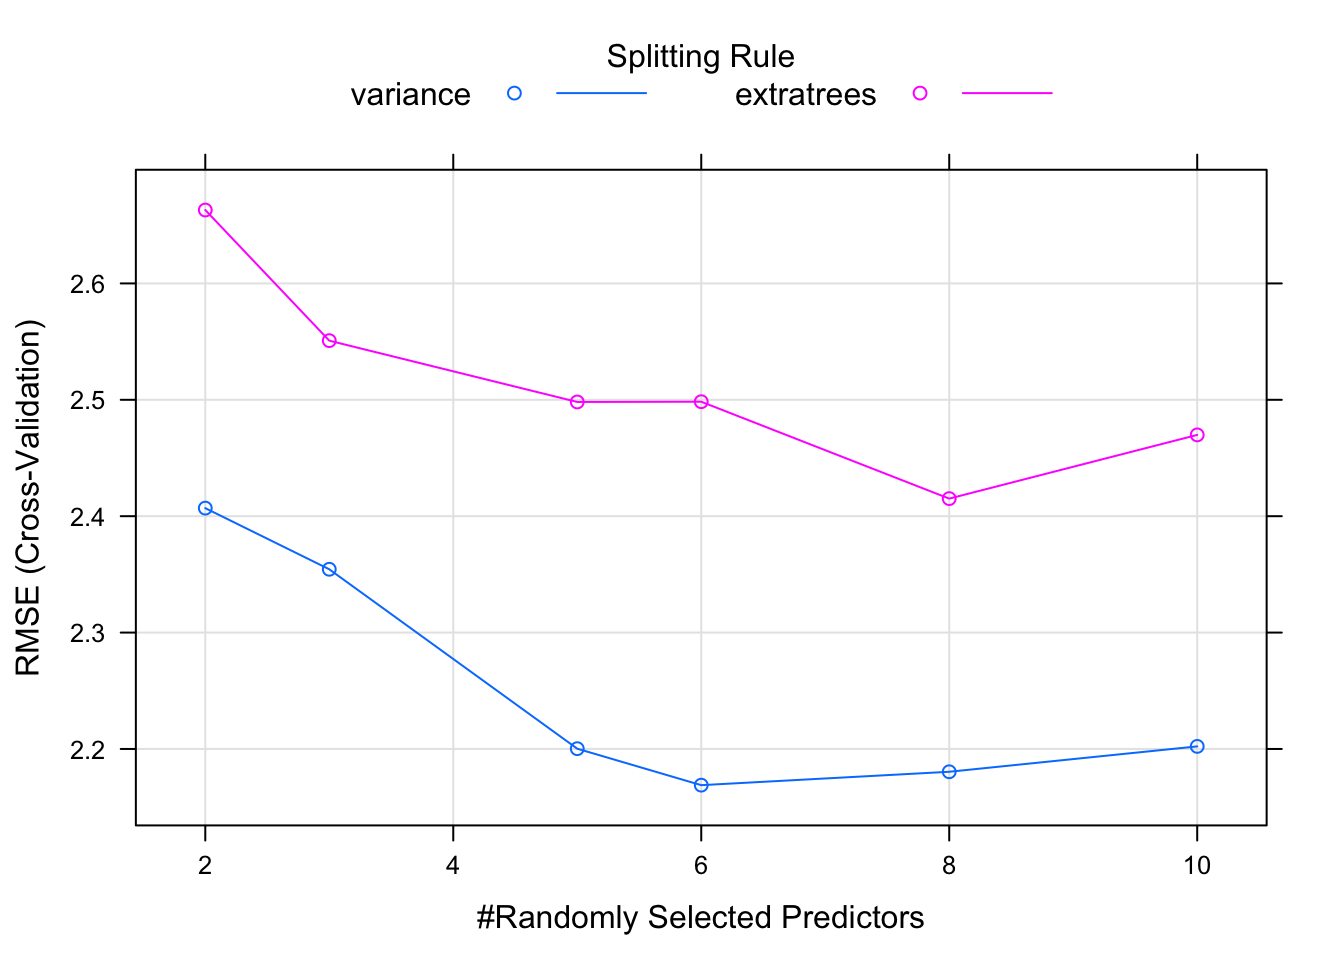 Splitting Rule
variance extratrees
2.6
2.5
2.4
2.3
2.2
RMSE (Cross-Validation)
2 4 6 8 10
#Randomly Selected Predictors